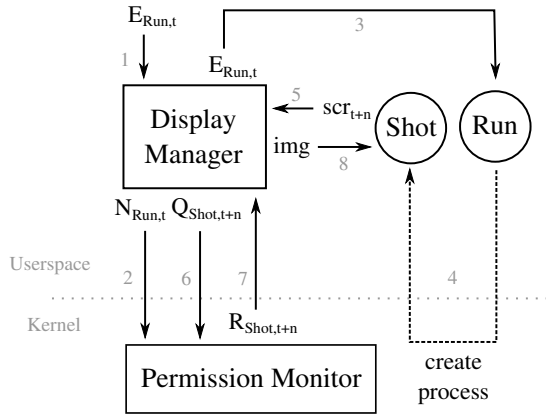 E_Run,t
3
1
E_Run,t
5
scr_t+n
Display
Manager
Shot
Run
img
8
N_Run,t Q_Shot,t+n
Userspace
2
6
7
4
Kernel
R_Shot,t+n
create
process
Permission Monitor